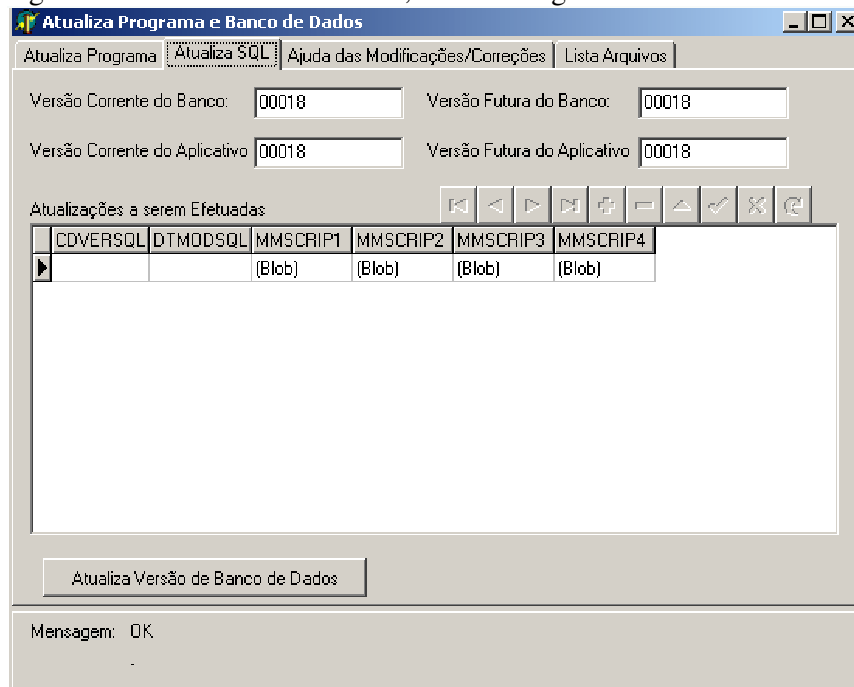 Atualiza Programa e Banco de Dados
Atualiza Programa Atualiza SQL Ajuda das Modificações/Correções Lista Arquivos
Versão Corrente do Banco: 00018 Versão Futura do Banco: 00018
Versão Corrente do Aplicativo 00018 Versão Futura do Aplicativo 00018
Atualizações a serem Efetuadas
CDVERSQL DTMODSQL MMSCRIP1 MMSCRIP2 MMSCRIP3 MMSCRIP4
(Blob) (Blob) (Blob) (Blob)
Atualiza Versão de Banco de Dados
Mensagem: OK
-